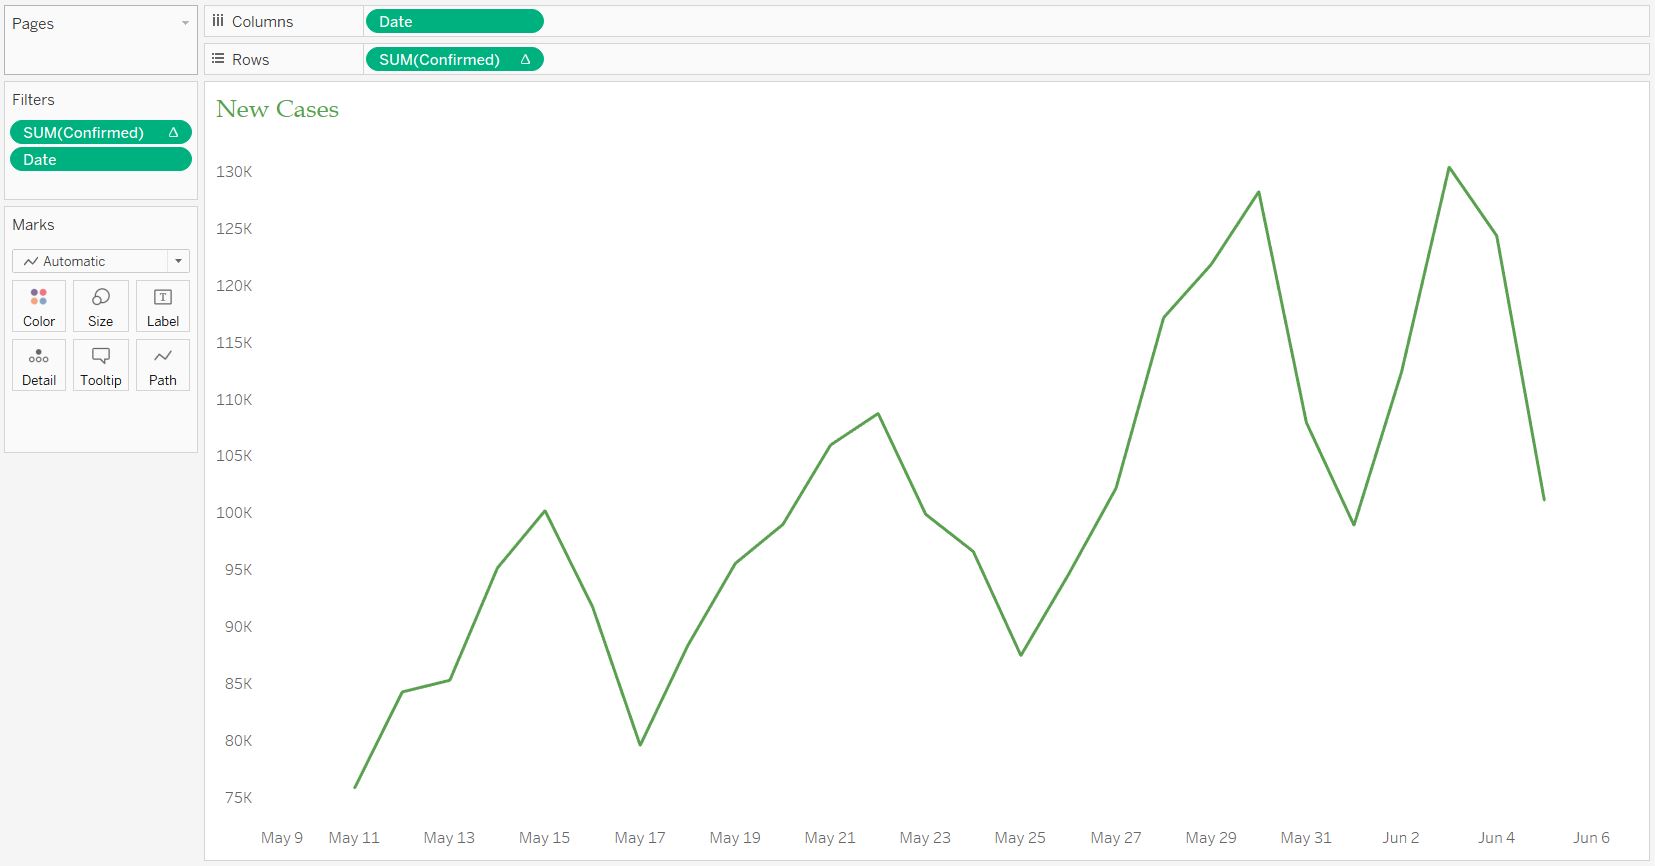 Pages
Columns
Date
Rows
SUM(Confirmed) Δ
Filters
SUM(Confirmed) Δ
Date
Marks
Automatic
Color
Size
T
Label
Detail
Tooltip
Path
New Cases
130K
125K
120K
115K
110K
105K
100K
95K
90K
85K
80K
75K
May 9 May 11 May 13 May 15 May 17 May 19 May 21 May 23 May 25 May 27 May 29 May 31 Jun 2 Jun 4 Jun 6